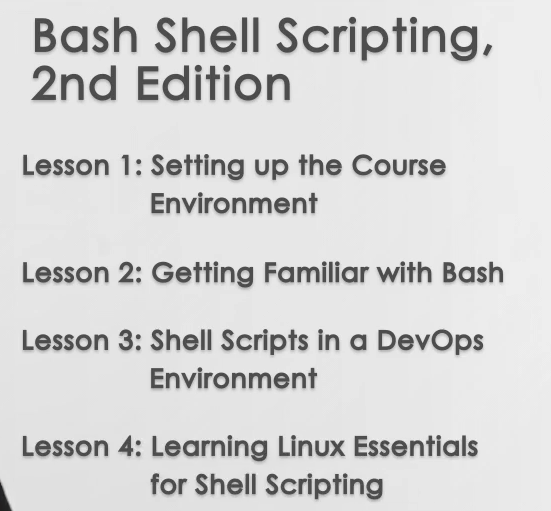 Bash Shell Scripting,
2nd Edition
Lesson 1: Setting up the Course
Environment
Lesson 2: Getting Familiar with Bash
Lesson 3: Shell Scripts in a DevOps
Environment
Lesson 4: Learning Linux Essentials
for Shell Scripting